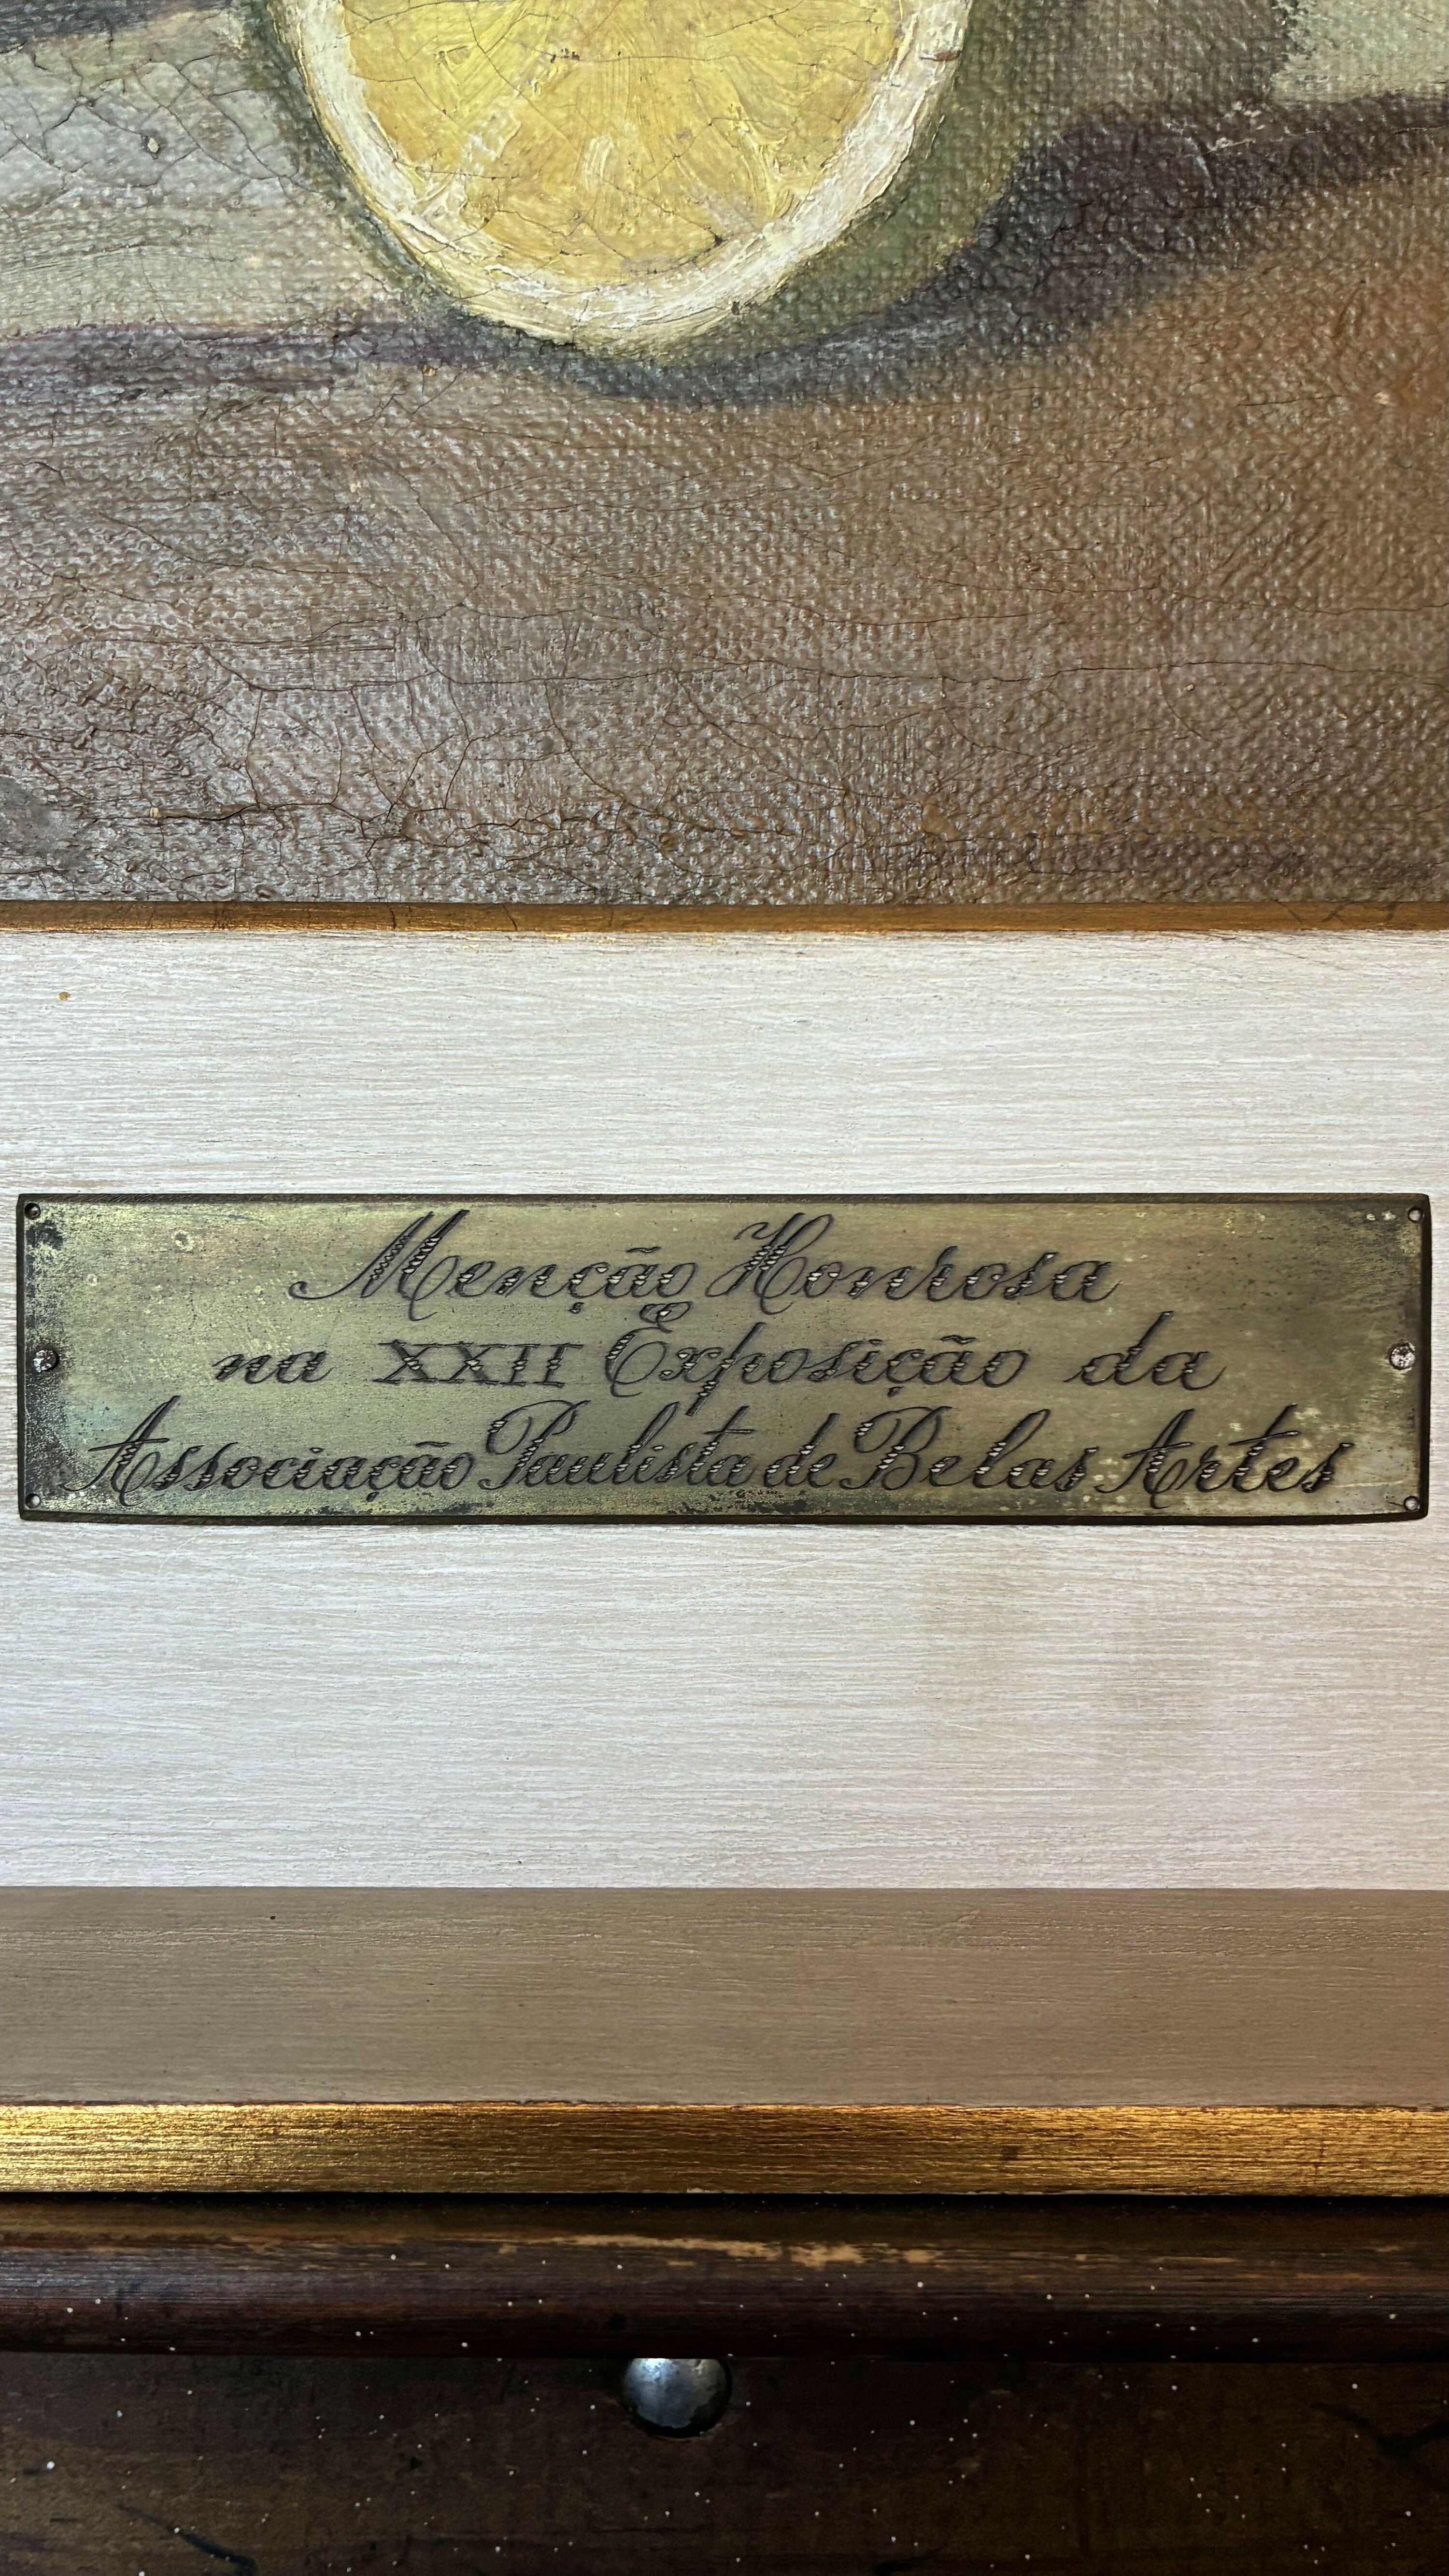 Menção Honrosa
na XXII Exposição da
Associação Paulista de Belas Artes